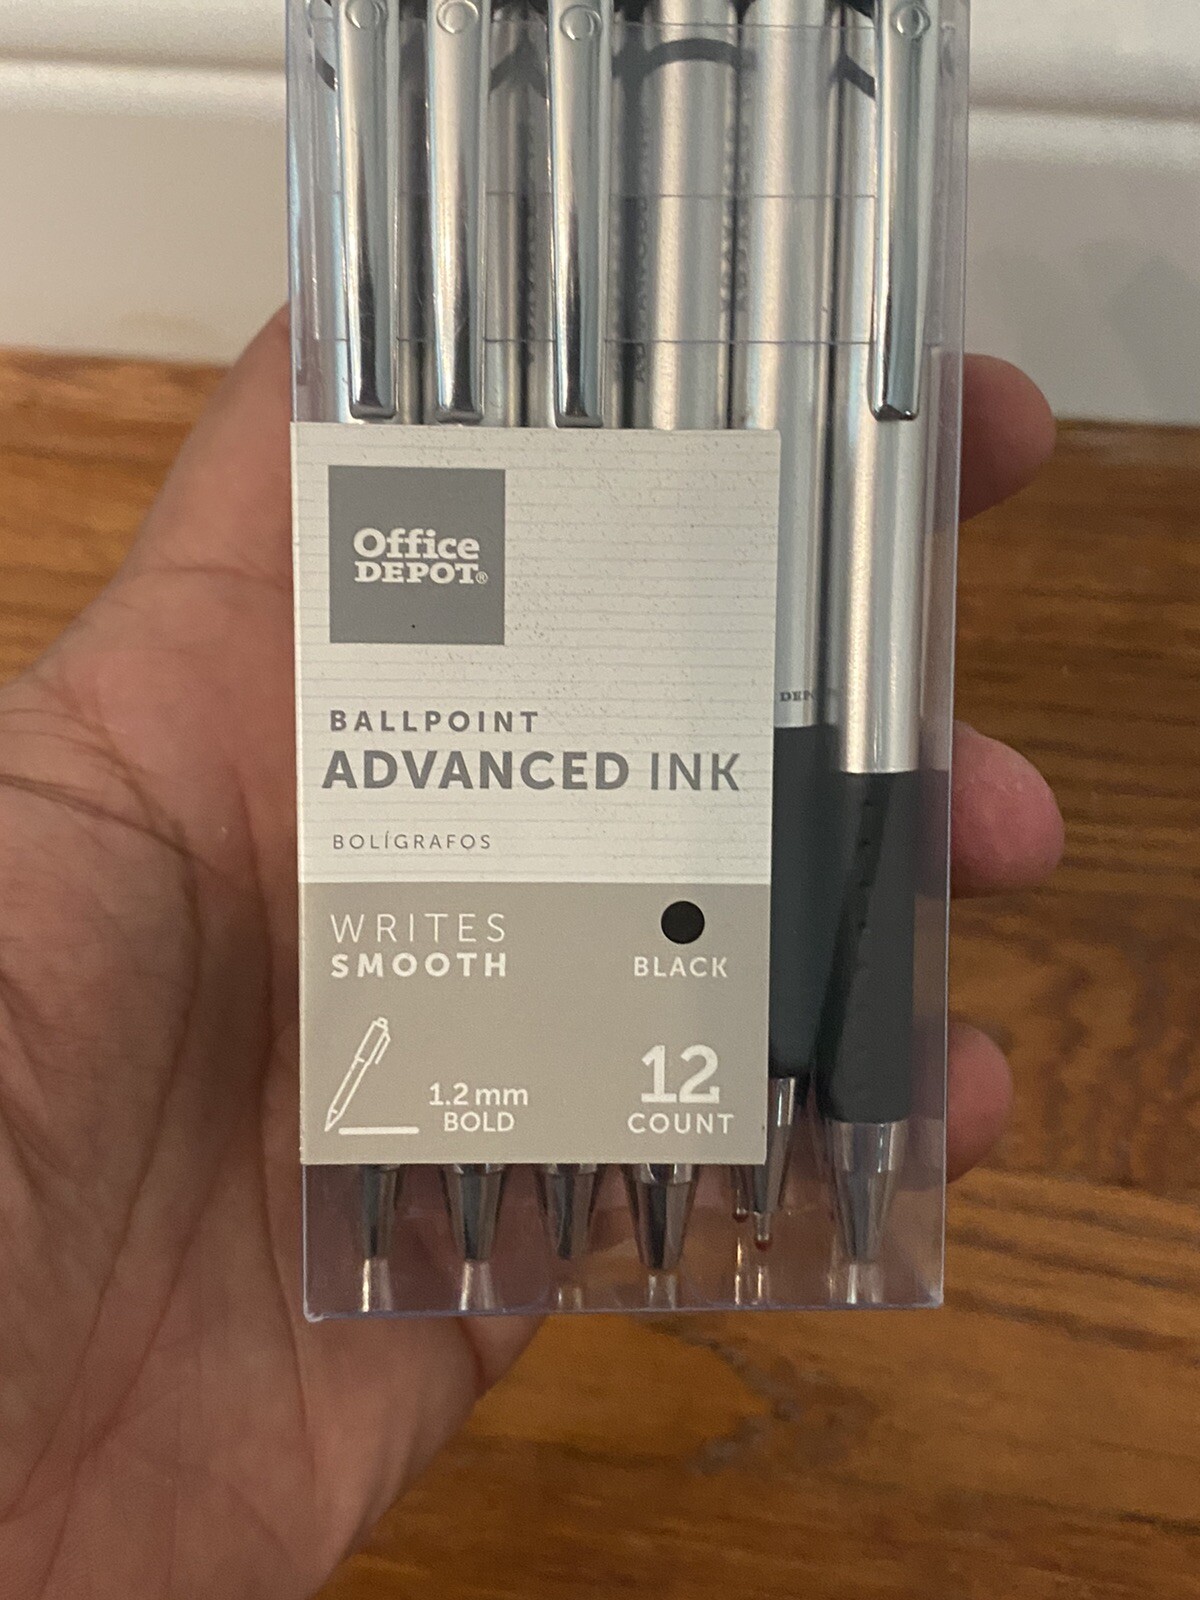 Office
DEPOT®
BALLPOINT
ADVANCED INK
BOLÍGRAFOS
WRITES
SMOOTH
BLACK
1.2 mm
BOLD
12
COUNT